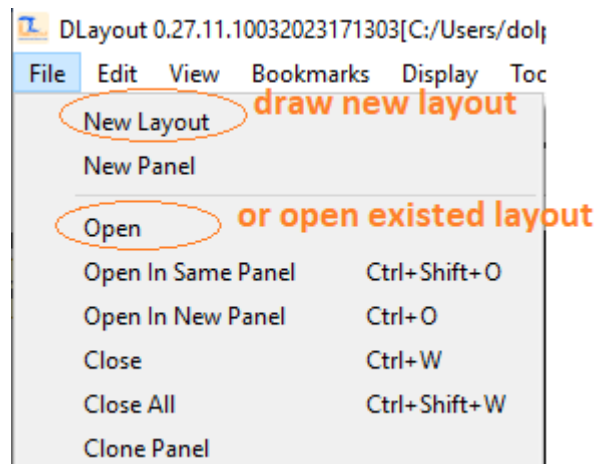 DLayout 0.27.11.10032023171303[C:/Users/dolp
File Edit View Bookmarks Display Toc
New Layout draw new layout
New Panel
Open or open existed layout
Open In Same Panel Ctrl+Shift+O
Open In New Panel Ctrl+O
Close Ctrl+W
Close All Ctrl+Shift+W
Clone Panel